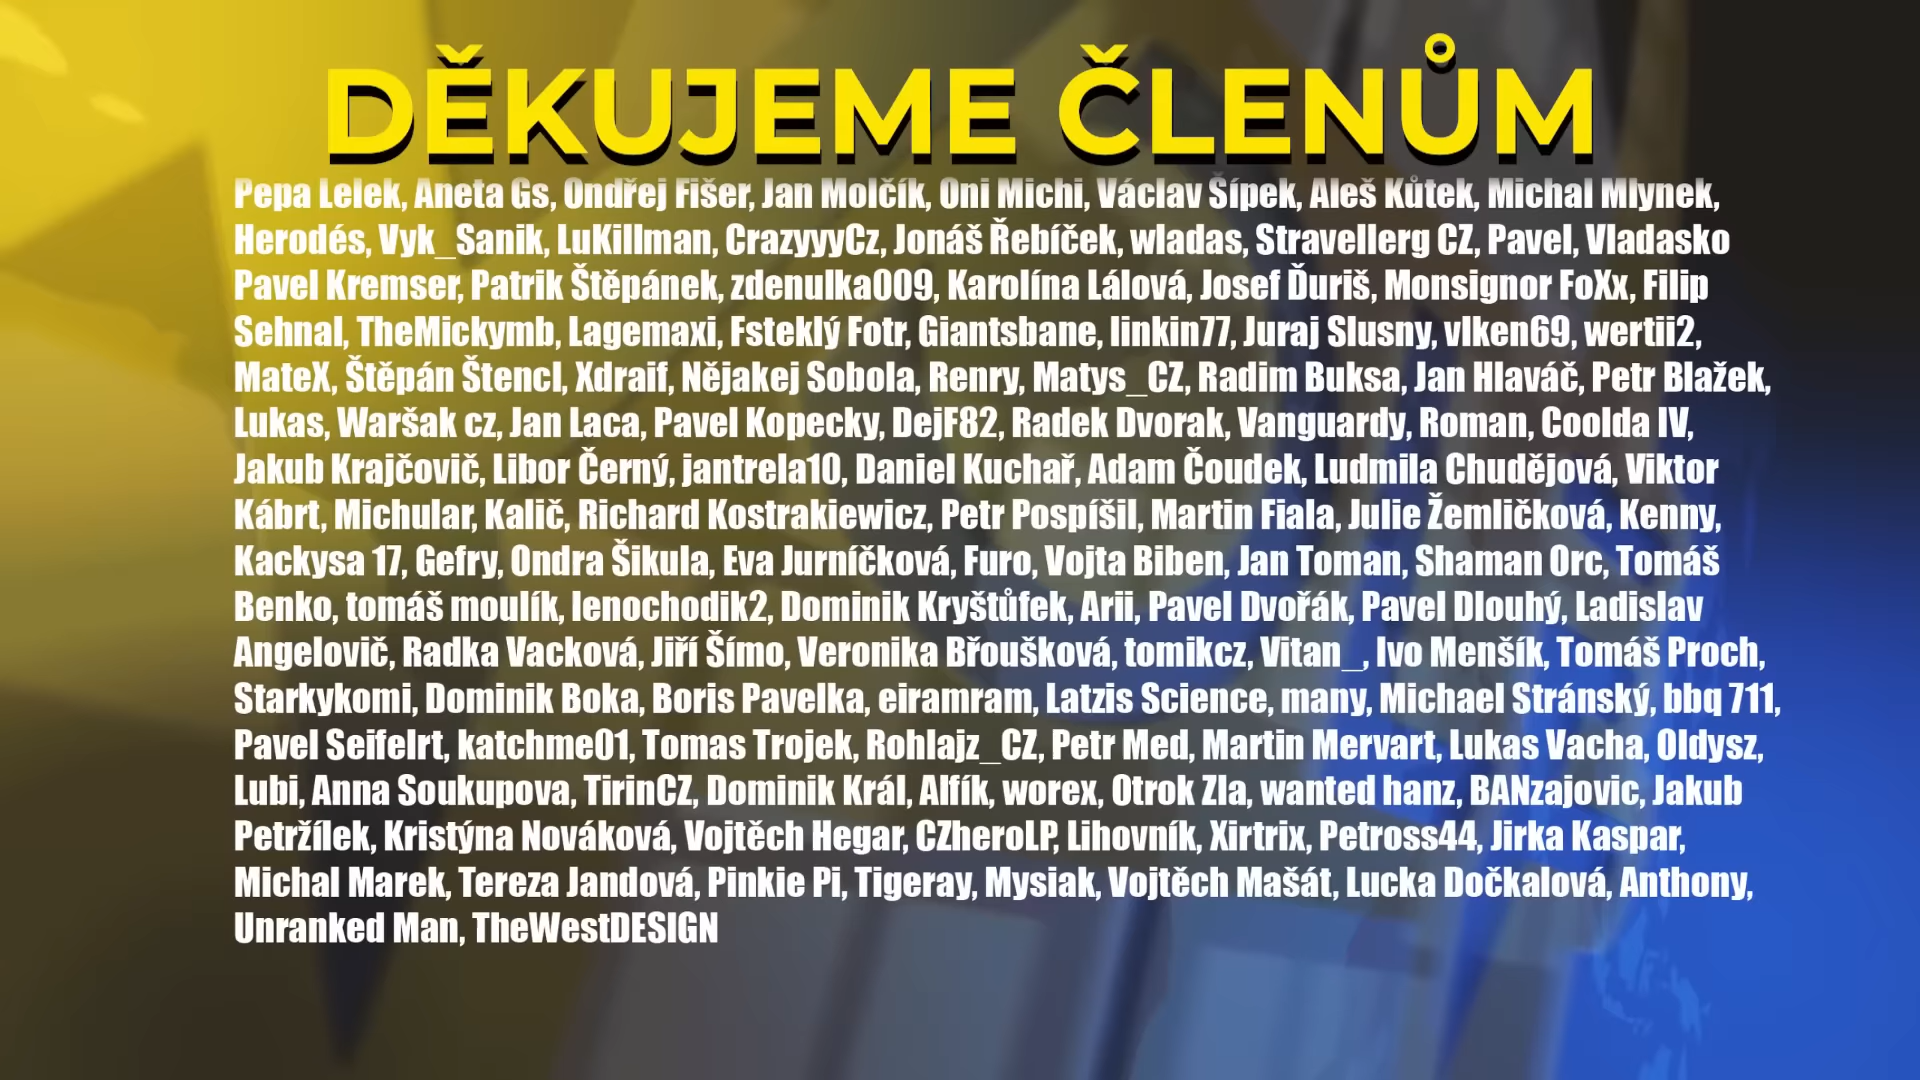 DĚKUJEME ČLENŮM
Pepa Lelek, Aneta Gs, Ondřej Fišer, Jan Molčík, Oni Michi, Václav Šípek, Aleš Kůtek, Michal Mlynek,
Herodés, Vyk_Sanik, LuKillman, CrazyyyCz, Jonáš Řebíček, wladas, Stravellerg CZ, Pavel, Vladasko
Pavel Kremser, Patrik Štěpánek, zdenulka009, Karolína Lálová, Josef Ďuriš, Monsignor FoXx, Filip
Sehnal, TheMickymb, Lagemaxi, Fsteklý Fotr, Giantsbane, linkin77, Juraj Slusny, vlken69, wertii2,
MateX, Štěpán Štencl, Xdraif, Nějakej Sobola, Renry, Matys_CZ, Radim Buksa, Jan Hlaváč, Petr Blažek,
Lukas, Waršak cz, Jan Laca, Pavel Kopecky, DejF82, Radek Dvorak, Vanguardy, Roman, Coolda IV,
Jakub Krajčovič, Libor Černý, jantrela10, Daniel Kuchař, Adam Čoudek, Ludmila Chudějová, Viktor
Kábrt, Michular, Kalič, Richard Kostrakiewicz, Petr Pospíšil, Martin Fiala, Julie Žemličková, Kenny,
Kackysa 17, Gefry, Ondra Šikula, Eva Jurníčková, Furo, Vojta Biben, Jan Toman, Shaman Orc, Tomáš
Benko, tomáš moulík, lenochodik2, Dominik Kryštůfek, Arii, Pavel Dvořák, Pavel Dlouhý, Ladislav
Angelovič, Radka Vacková, Jiří Šímo, Veronika Břoušková, tomikcz, Vitan_, Ivo Menšík, Tomáš Proch,
Starkykomi, Dominik Boka, Boris Pavelka, eiramram, Latzis Science, many, Michael Stránský, bbq 711,
Pavel Seifelrt, katchme01, Tomas Trojek, Rohlajz_CZ, Petr Med, Martin Mervart, Lukas Vacha, Oldysz,
Lubi, Anna Soukupova, TirinCZ, Dominik Král, Alfík, worex, Otrok Zla, wanted hanz, BANzajovic, Jakub
Petržílek, Kristýna Nováková, Vojtěch Hegar, CZheroLP, Lihovník, Xirtrix, Petross44, Jirka Kaspar,
Michal Marek, Tereza Jandová, Pinkie Pi, Tigeray, Mysiak, Vojtěch Mašát, Lucka Dočkalová, Anthony,
Unranked Man, TheWestDESIGN